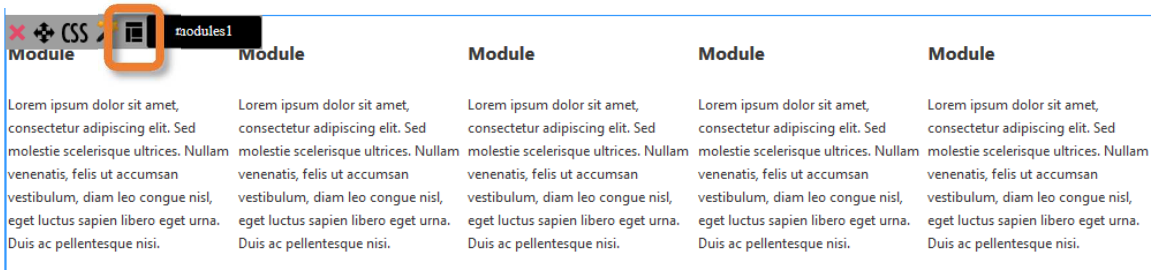 CSS
modules1
Module
Module
Module
Module
Module
Lorem ipsum dolor sit amet,
consectetur adipiscing elit. Sed
molestie scelerisque ultrices. Nullam
venenatis, felis ut accumsan
vestibulum, diam leo congue nisl,
eget luctus sapien libero eget urna.
Duis ac pellentesque nisi.
Lorem ipsum dolor sit amet,
consectetur adipiscing elit. Sed
molestie scelerisque ultrices. Nullam
venenatis, felis ut accumsan
vestibulum, diam leo congue nisl,
eget luctus sapien libero eget urna.
Duis ac pellentesque nisi.
Lorem ipsum dolor sit amet,
consectetur adipiscing elit. Sed
molestie scelerisque ultrices. Nullam
venenatis, felis ut accumsan
vestibulum, diam leo congue nisl,
eget luctus sapien libero eget urna.
Duis ac pellentesque nisi.
Lorem ipsum dolor sit amet,
consectetur adipiscing elit. Sed
molestie scelerisque ultrices. Nullam
venenatis, felis ut accumsan
vestibulum, diam leo congue nisl,
eget luctus sapien libero eget urna.
Duis ac pellentesque nisi.
Lorem ipsum dolor sit amet,
consectetur adipiscing elit. Sed
molestie scelerisque ultrices. Nullam
venenatis, felis ut accumsan
vestibulum, diam leo congue nisl,
eget luctus sapien libero eget urna.
Duis ac pellentesque nisi.